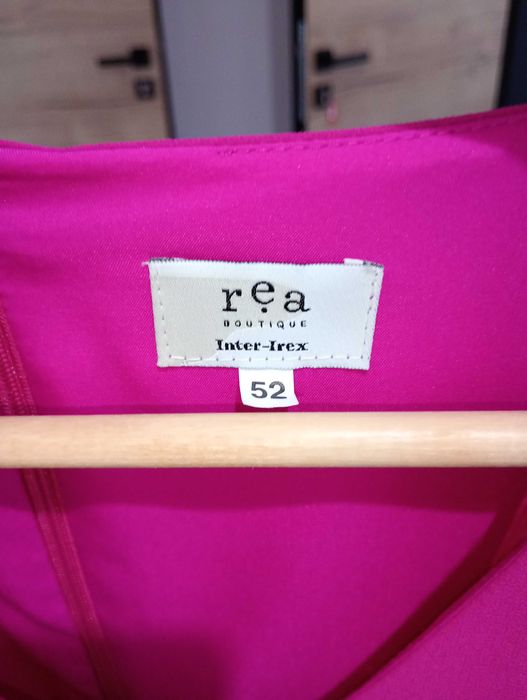 rea
BOUTIQUE
Inter-Irex
52